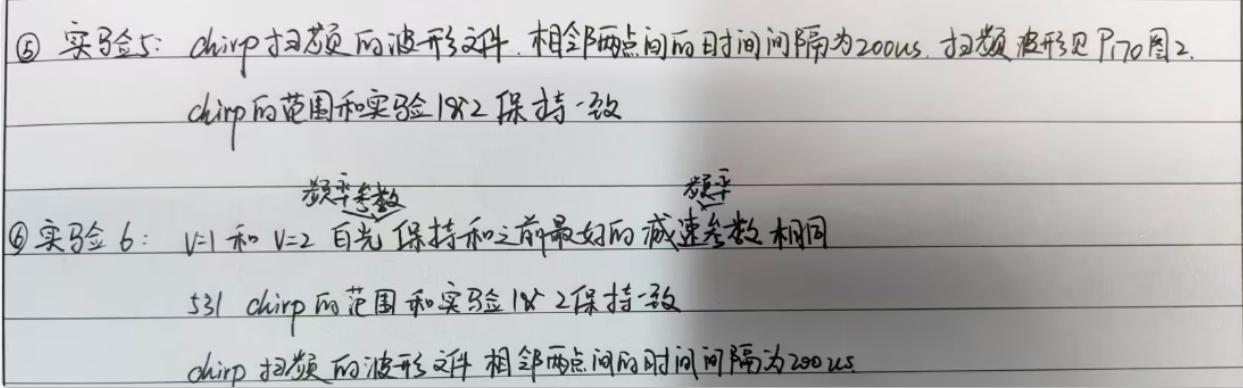 ⑤ 实验5: chirp扫频的波形文件.相邻两点间的时间间隔为200us.扫频波形见P170图2.
chirp的范围和实验1&2保持一致
频率参数 频率
⑥实验6: V=1和V=2白光保持和之前最好的减速参数相同
531 chirp的范围和实验1&2保持一致
chirp扫频的波形文件相邻两点间的时间间隔为200us.